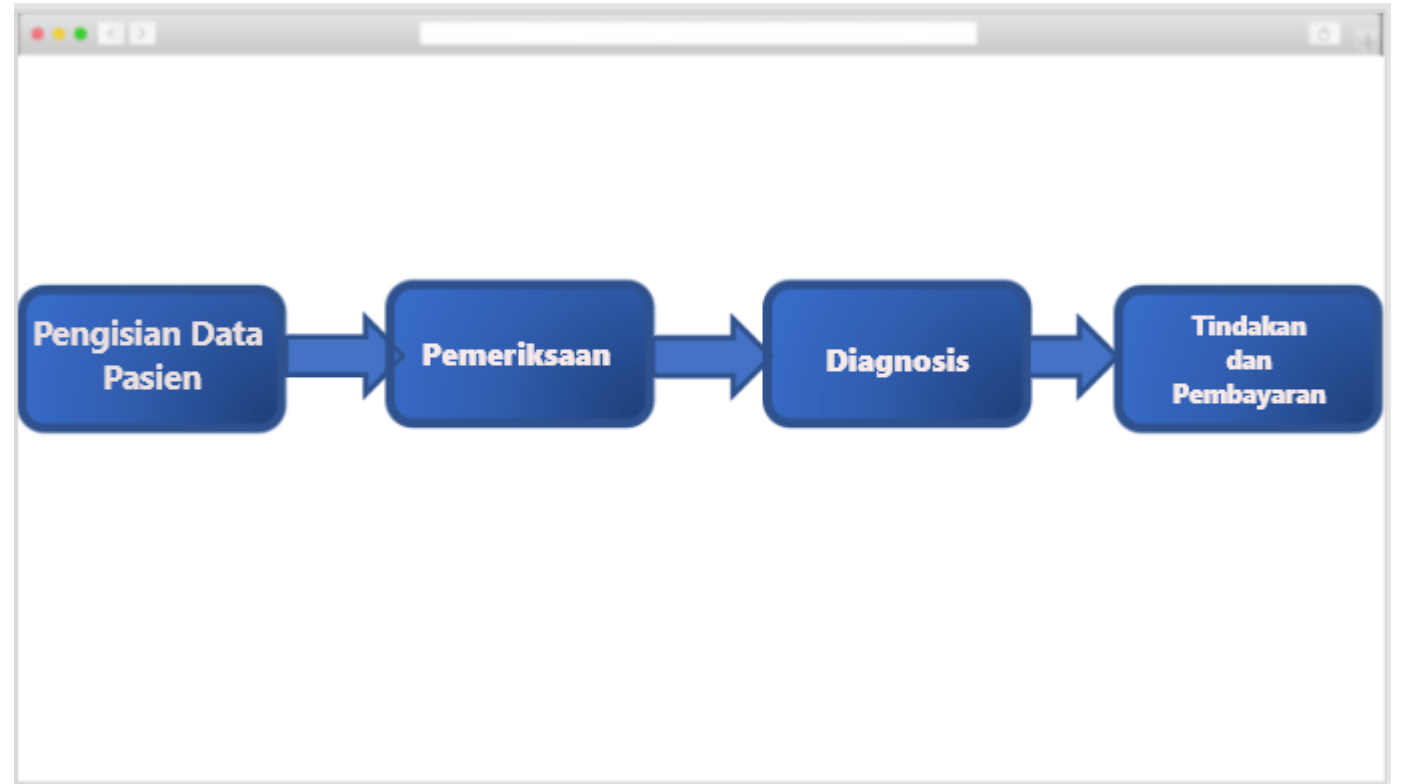 Pengisian Data
Pasien
Pemeriksaan
Diagnosis
Tindakan
dan
Pembayaran